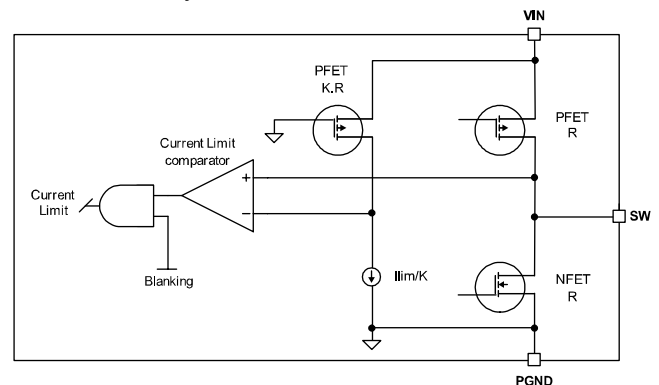 VIN
PFET
K.R
PFET
R
Current Limit
comparator
+
−
Current
Limit
SW
Blanking
Ilim/K
NFET
R
PGND